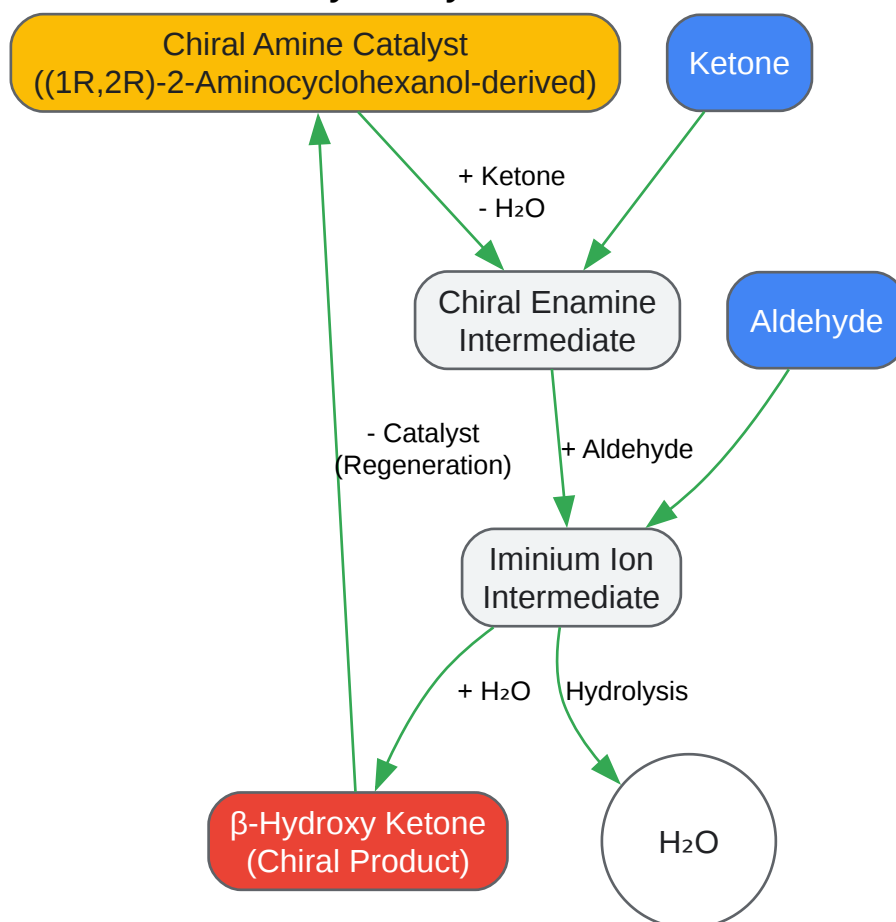 Chiral Amine Catalyst
((1R,2R)-2-Aminocyclohexanol-derived)
Ketone
+ Ketone
- H₂O
Chiral Enamine
Intermediate
Aldehyde
- Catalyst
(Regeneration)
+ Aldehyde
Iminium Ion
Intermediate
+ H₂O
Hydrolysis
β-Hydroxy Ketone
(Chiral Product)
H₂O